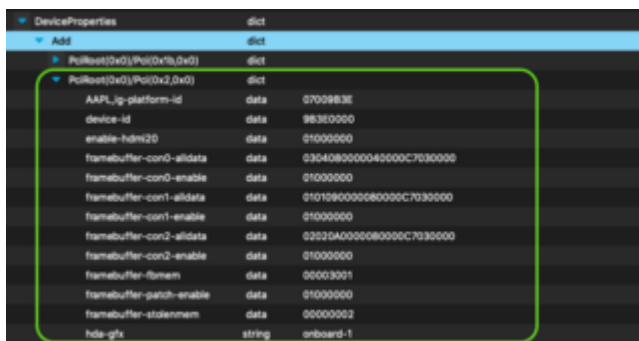 DeviceProperties dict
Add dict
PciRoot(0x0)/Pci(0x1b,0x0) dict
PciRoot(0x0)/Pci(0x2,0x0) dict
AAPL,ig-platform-id data 07009B3E
device-id data 9B3E0000
enable-hdmi20 data 01000000
framebuffer-con0-alldata data 0304080000040000C7030000
framebuffer-con0-enable data 01000000
framebuffer-con1-alldata data 0101090000080000C7030000
framebuffer-con1-enable data 01000000
framebuffer-con2-alldata data 02020A0000080000C7030000
framebuffer-con2-enable data 01000000
framebuffer-fbmem data 00003001
framebuffer-patch-enable data 01000000
framebuffer-stolenmem data 00000002
hda-gfx string onboard-1